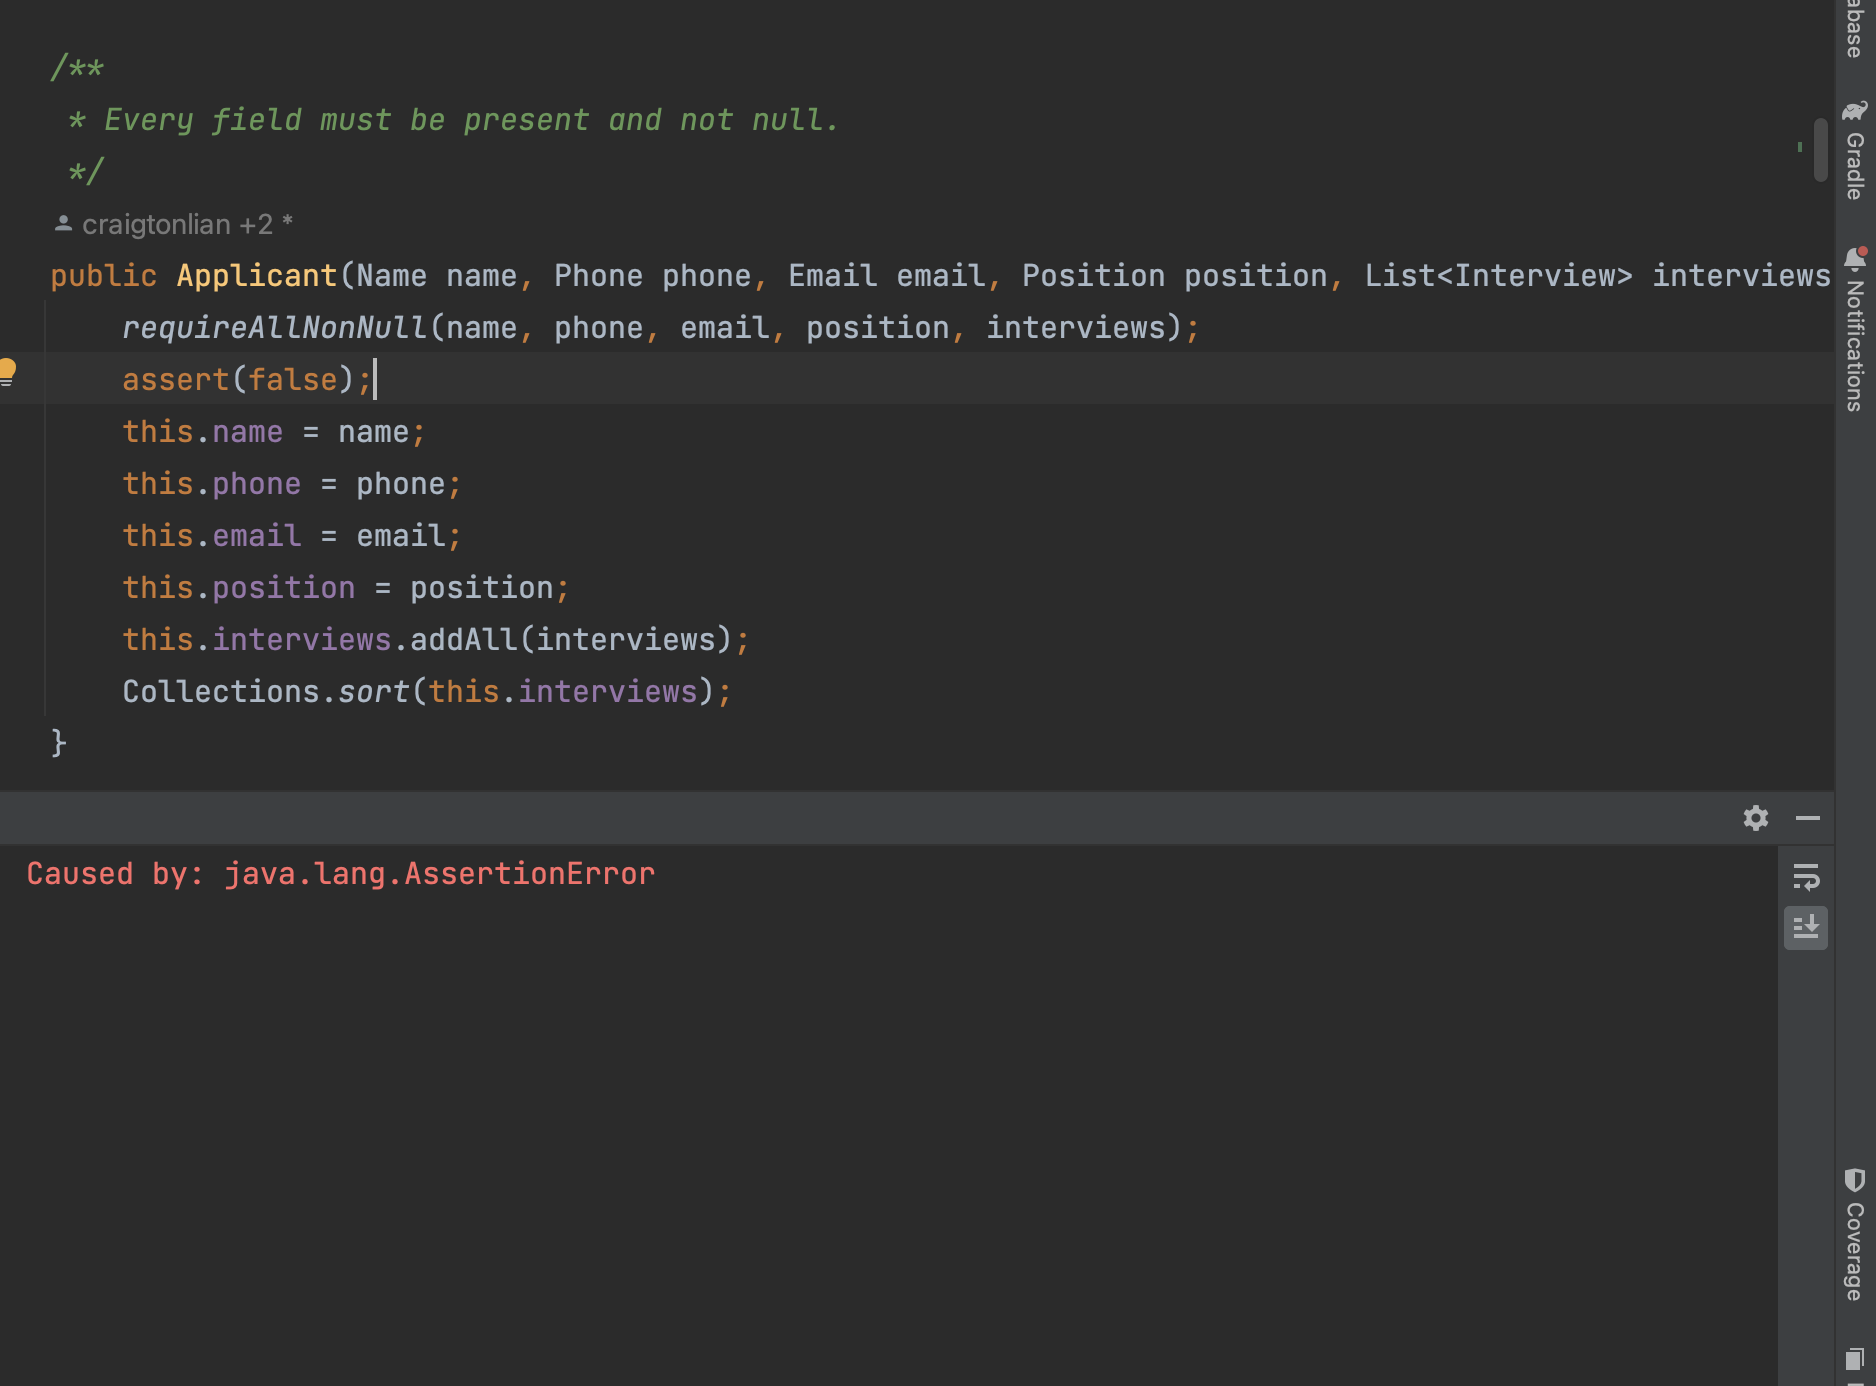 /**
* Every field must be present and not null.
*/
craigtonlian +2 *
public Applicant(Name name, Phone phone, Email email, Position position, List<Interview> interviews
requireAllNonNull(name, phone, email, position, interviews);
assert(false);
this.name = name;
this.phone = phone;
this.email = email;
this.position = position;
this.interviews.addAll(interviews);
Collections.sort(this.interviews);
}
Caused by: java.lang.AssertionError
abase
Gradle
Notifications
Coverage